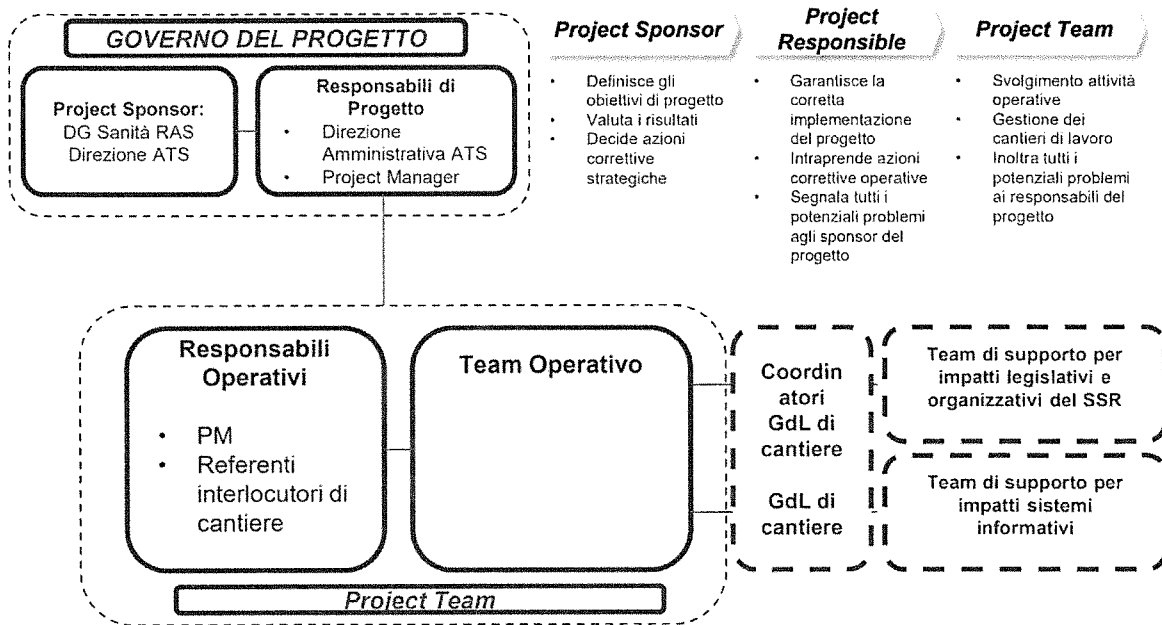 GOVERNO DEL PROGETTO
Project Sponsor:
DG Sanità RAS
Direzione ATS
Responsabili di
Progetto
• Direzione
Amministrativa ATS
• Project Manager
Project Sponsor
• Definisce gli
obiettivi di progetto
• Valuta i risultati
• Decide azioni
correttive
strategiche
Project
Responsible
• Garantisce la
corretta
implementazione
del progetto
• Intraprende azioni
correttive operative
• Segnala tutti i
potenziali problemi
agli sponsor del
progetto
Project Team
• Svolgimento attività
operative
• Gestione dei
cantieri di lavoro
• Inoltra tutti i
potenziali problemi
ai responsabili del
progetto
Responsabili
Operativi
• PM
• Referenti
interlocutori di
cantiere
Team Operativo
Project Team
Coordin
atori
GdL di
cantiere
GdL di
cantiere
Team di supporto per
impatti legislativi e
organizzativi del SSR
Team di supporto per
impatti sistemi
informativi